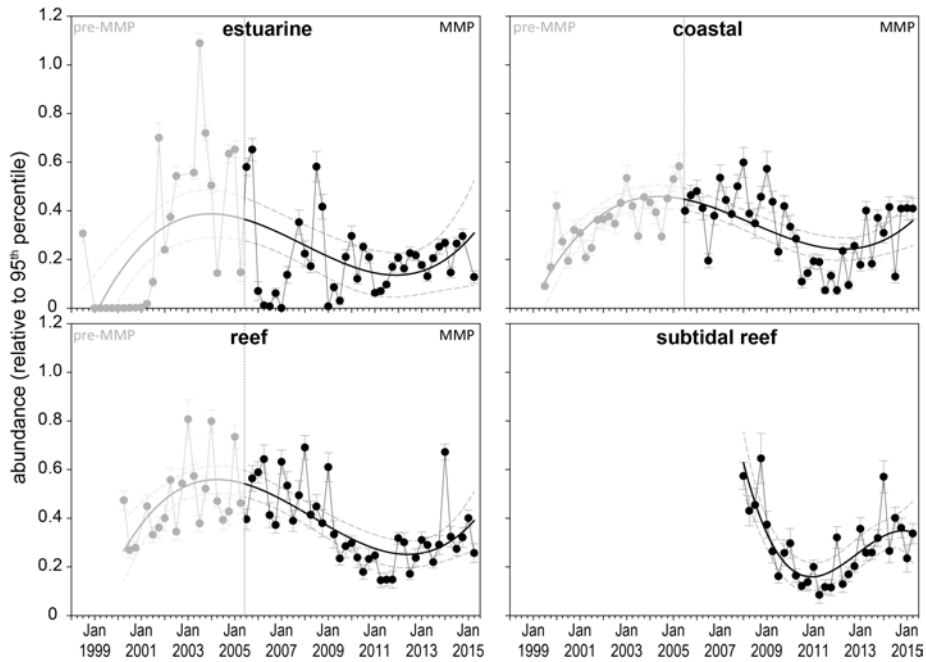 abundance (relative to 95th percentile)
1.2
1.0
0.8
0.6
0.4
0.2
0
pre-MMP
estuarine
MMP
pre-MMP
coastal
MMP
1.2
1.0
0.8
0.6
0.4
0.2
0
pre-MMP
reef
MMP
subtidal reef
Jan Jan Jan Jan Jan Jan Jan Jan Jan
1999 2001 2003 2005 2007 2009 2011 2013 2015
Jan Jan Jan Jan Jan Jan Jan Jan Jan
1999 2001 2003 2005 2007 2009 2011 2013 2015